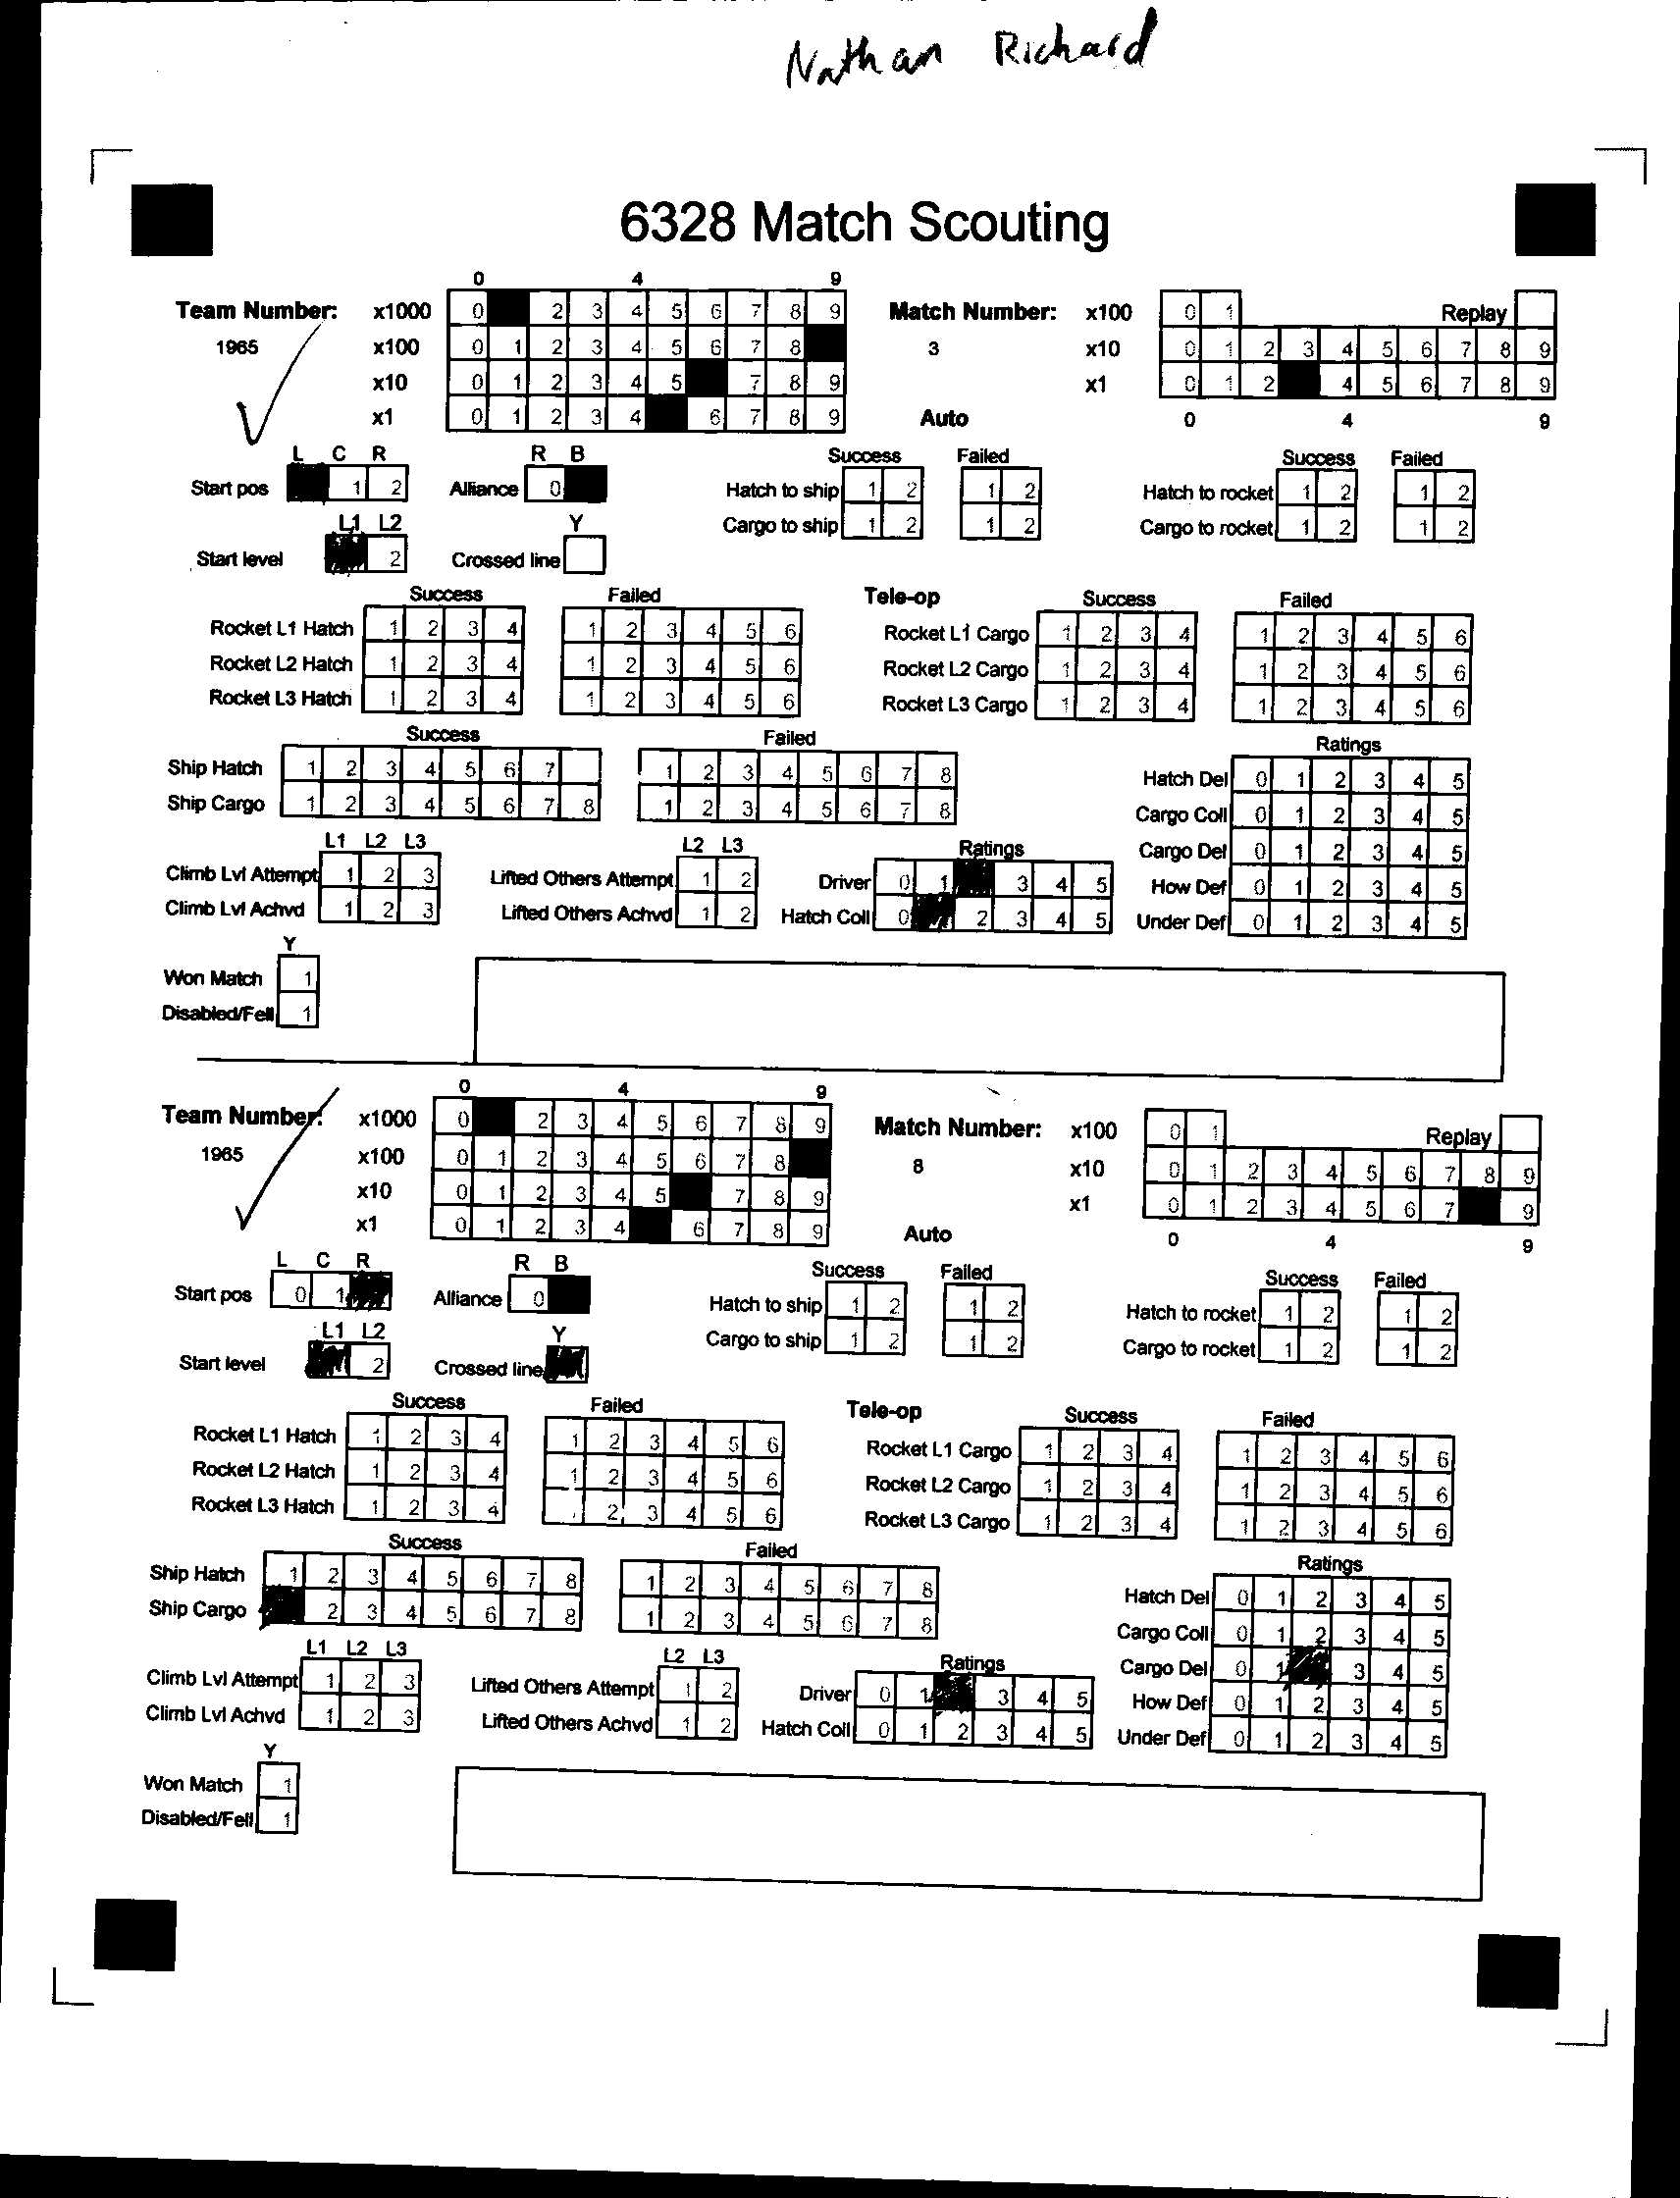 Nathan Richard
6328 Match Scouting
0 4 9
Team Number: x1000 0 2 3 4 5 6 7 8 9 Match Number: x100 0 1 Replay
1965 x100 0 1 2 3 4 5 6 7 8 3 x10 0 1 2 3 4 5 6 7 8 9
x10 0 1 2 3 4 5 7 8 9 x1 0 1 2 4 5 6 7 8 9
x1 0 1 2 3 4 6 7 8 9 Auto 0 4 9
L C R R B Success Failed Success Failed
Start pos 1 2 Alliance 0 Hatch to ship 1 2 1 2 Hatch to rocket 1 2 1 2
L1 L2 Y Cargo to ship 1 2 1 2 Cargo to rocket 1 2 1 2
Start level 2 Crossed line
Success Failed Tele-op Success Failed
Rocket L1 Hatch 1 2 3 4 1 2 3 4 5 6 Rocket L1 Cargo 1 2 3 4 1 2 3 4 5 6
Rocket L2 Hatch 1 2 3 4 1 2 3 4 5 6 Rocket L2 Cargo 1 2 3 4 1 2 3 4 5 6
Rocket L3 Hatch 1 2 3 4 1 2 3 4 5 6 Rocket L3 Cargo 1 2 3 4 1 2 3 4 5 6
Success Failed Ratings
Ship Hatch 1 2 3 4 5 6 7 1 2 3 4 5 6 7 8 Hatch Del 0 1 2 3 4 5
Ship Cargo 1 2 3 4 5 6 7 8 1 2 3 4 5 6 7 8 Cargo Coll 0 1 2 3 4 5
L1 L2 L3 L2 L3 Ratings Cargo Del 0 1 2 3 4 5
Climb Lvl Attempt 1 2 3 Lifted Others Attempt 1 2 Driver 0 1 3 4 5 How Def 0 1 2 3 4 5
Climb Lvl Achvd 1 2 3 Lifted Others Achvd 1 2 Hatch Coll 0 2 3 4 5 Under Def 0 1 2 3 4 5
Y
Won Match 1
Disabled/Fell 1
0 4 9
Team Number: x1000 0 2 3 4 5 6 7 8 9 Match Number: x100 0 1 Replay
1965 x100 0 1 2 3 4 5 6 7 8 8 x10 0 1 2 3 4 5 6 7 8 9
x10 0 1 2 3 4 5 7 8 9 x1 0 1 2 3 4 5 6 7 9
x1 0 1 2 3 4 6 7 8 9 Auto 0 4 9
L C R R B Success Failed Success Failed
Start pos 0 1 Alliance 0 Hatch to ship 1 2 1 2 Hatch to rocket 1 2 1 2
L1 L2 Y Cargo to ship 1 2 1 2 Cargo to rocket 1 2 1 2
Start level 2 Crossed line
Success Failed Tele-op Success Failed
Rocket L1 Hatch 1 2 3 4 1 2 3 4 5 6 Rocket L1 Cargo 1 2 3 4 1 2 3 4 5 6
Rocket L2 Hatch 1 2 3 4 1 2 3 4 5 6 Rocket L2 Cargo 1 2 3 4 1 2 3 4 5 6
Rocket L3 Hatch 1 2 3 4 2 3 4 5 6 Rocket L3 Cargo 1 2 3 4 1 2 3 4 5 6
Success Failed Ratings
Ship Hatch 1 2 3 4 5 6 7 8 1 2 3 4 5 6 7 8 Hatch Del 0 1 2 3 4 5
Ship Cargo 2 3 4 5 6 7 8 1 2 3 4 5 6 7 8 Cargo Coll 0 1 2 3 4 5
L1 L2 L3 L2 L3 Ratings Cargo Del 0 1 3 4 5
Climb Lvl Attempt 1 2 3 Lifted Others Attempt 1 2 Driver 0 1 3 4 5 How Def 0 1 2 3 4 5
Climb Lvl Achvd 1 2 3 Lifted Others Achvd 1 2 Hatch Coll 0 1 2 3 4 5 Under Def 0 1 2 3 4 5
Y
Won Match 1
Disabled/Fell 1